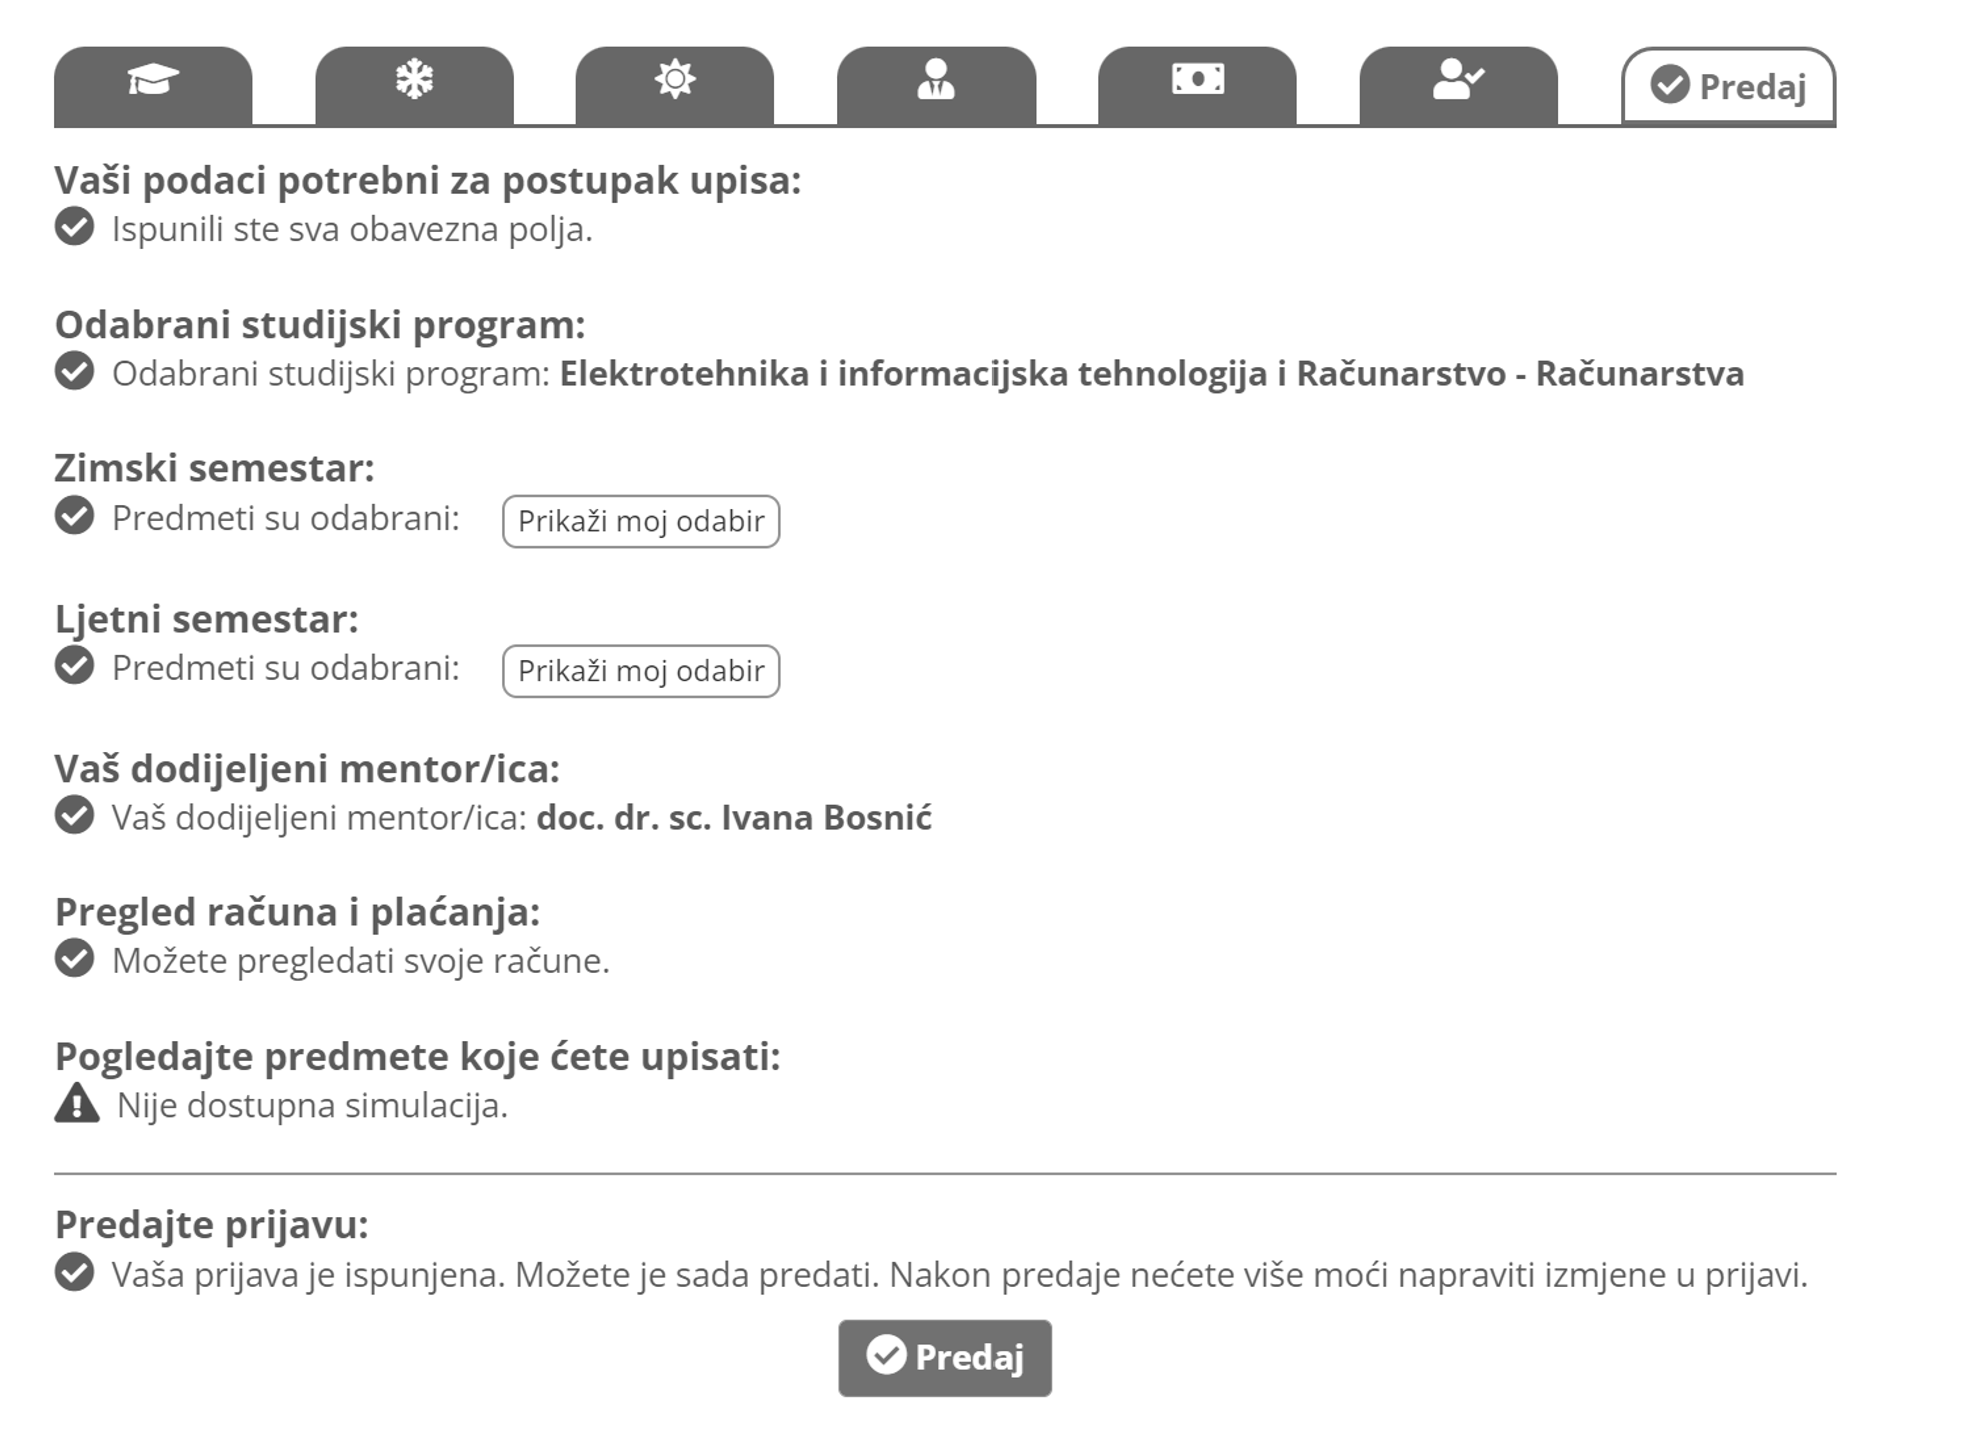 Predaj
Vaši podaci potrebni za postupak upisa:
Ispunili ste sva obavezna polja.
Odabrani studijski program:
Odabrani studijski program: Elektrotehnika i informacijska tehnologija i Računarstvo - Računarstva
Zimski semestar:
Predmeti su odabrani: Prikaži moj odabir
Ljetni semestar:
Predmeti su odabrani: Prikaži moj odabir
Vaš dodijeljeni mentor/ica:
Vaš dodijeljeni mentor/ica: doc. dr. sc. Ivana Bosnić
Pregled računa i plaćanja:
Možete pregledati svoje račune.
Pogledajte predmete koje ćete upisati:
Nije dostupna simulacija.
Predajte prijavu:
Vaša prijava je ispunjena. Možete je sada predati. Nakon predaje nećete više moći napraviti izmjene u prijavi.
Predaj